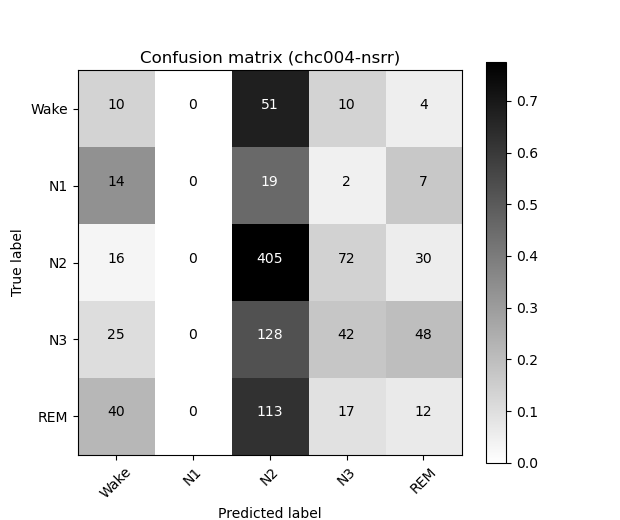 Confusion matrix (chc004-nsrr)
True label
Wake 10 0 51 10 4
N1 14 0 19 2 7
N2 16 0 405 72 30
N3 25 0 128 42 48
REM 40 0 113 17 12
Wake N1 N2 N3 REM
Predicted label
0.7
0.6
0.5
0.4
0.3
0.2
0.1
0.0